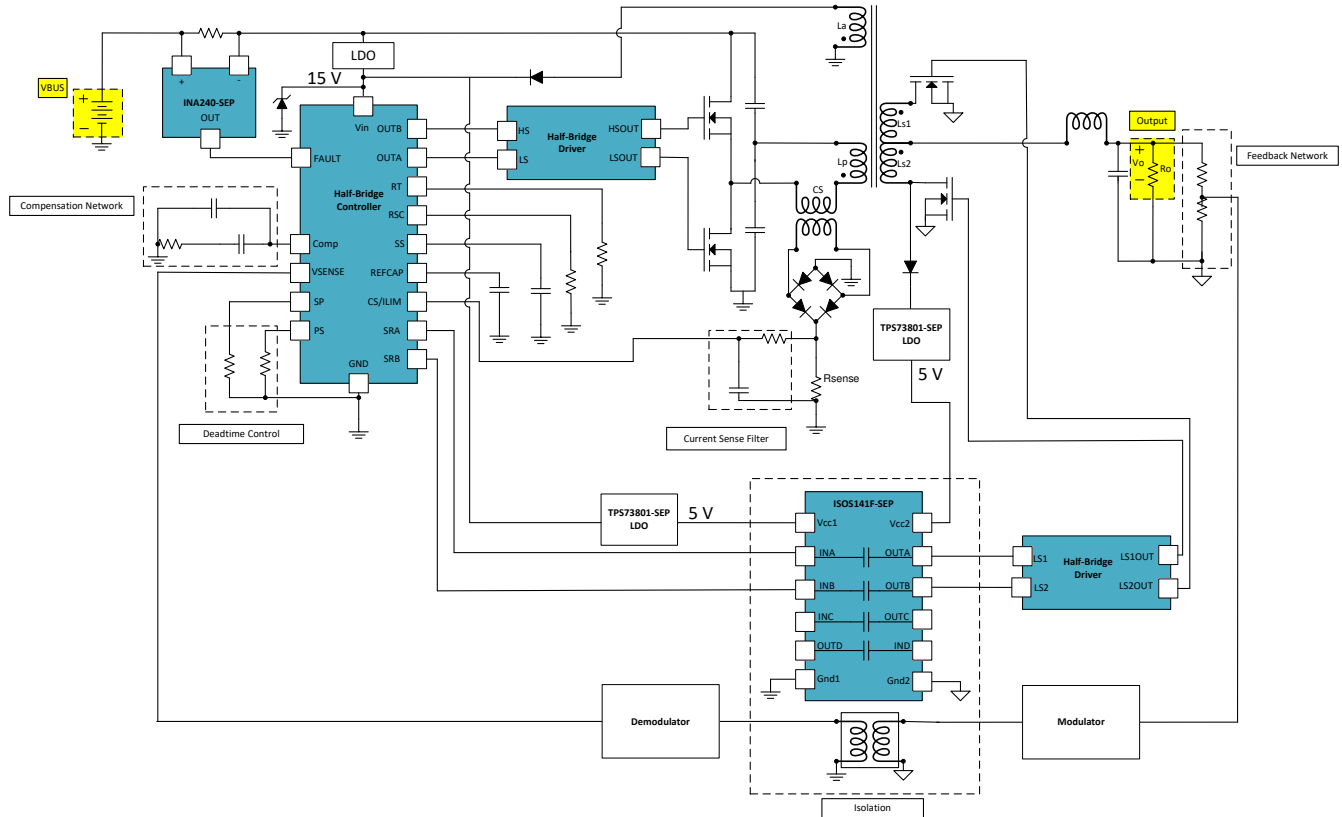 La
LDO
VBUS
+
−
+
-
INA240-SEP
OUT
15 V
Vin
OUTB
OUTA
FAULT
RT
Half-Bridge
Controller
RSC
Comp
SS
VSENSE
REFCAP
SP
CS/ILIM
PS
SRA
SRB
GND
HS
LS
Half-Bridge
Driver
HSOUT
LSOUT
Ls1
Lp
Ls2
CS
Output
+
Vo
−
Ro
Feedback Network
Compensation Network
TPS73801-SEP
LDO
5 V
Rsense
Deadtime Control
Current Sense Filter
TPS73801-SEP
LDO
5 V
ISOS141F-SEP
Vcc1
Vcc2
INA
OUTA
INB
OUTB
INC
OUTC
OUTD
IND
Gnd1
Gnd2
LS1
LS2
Half-Bridge
Driver
LS1OUT
LS2OUT
Demodulator
Modulator
Isolation